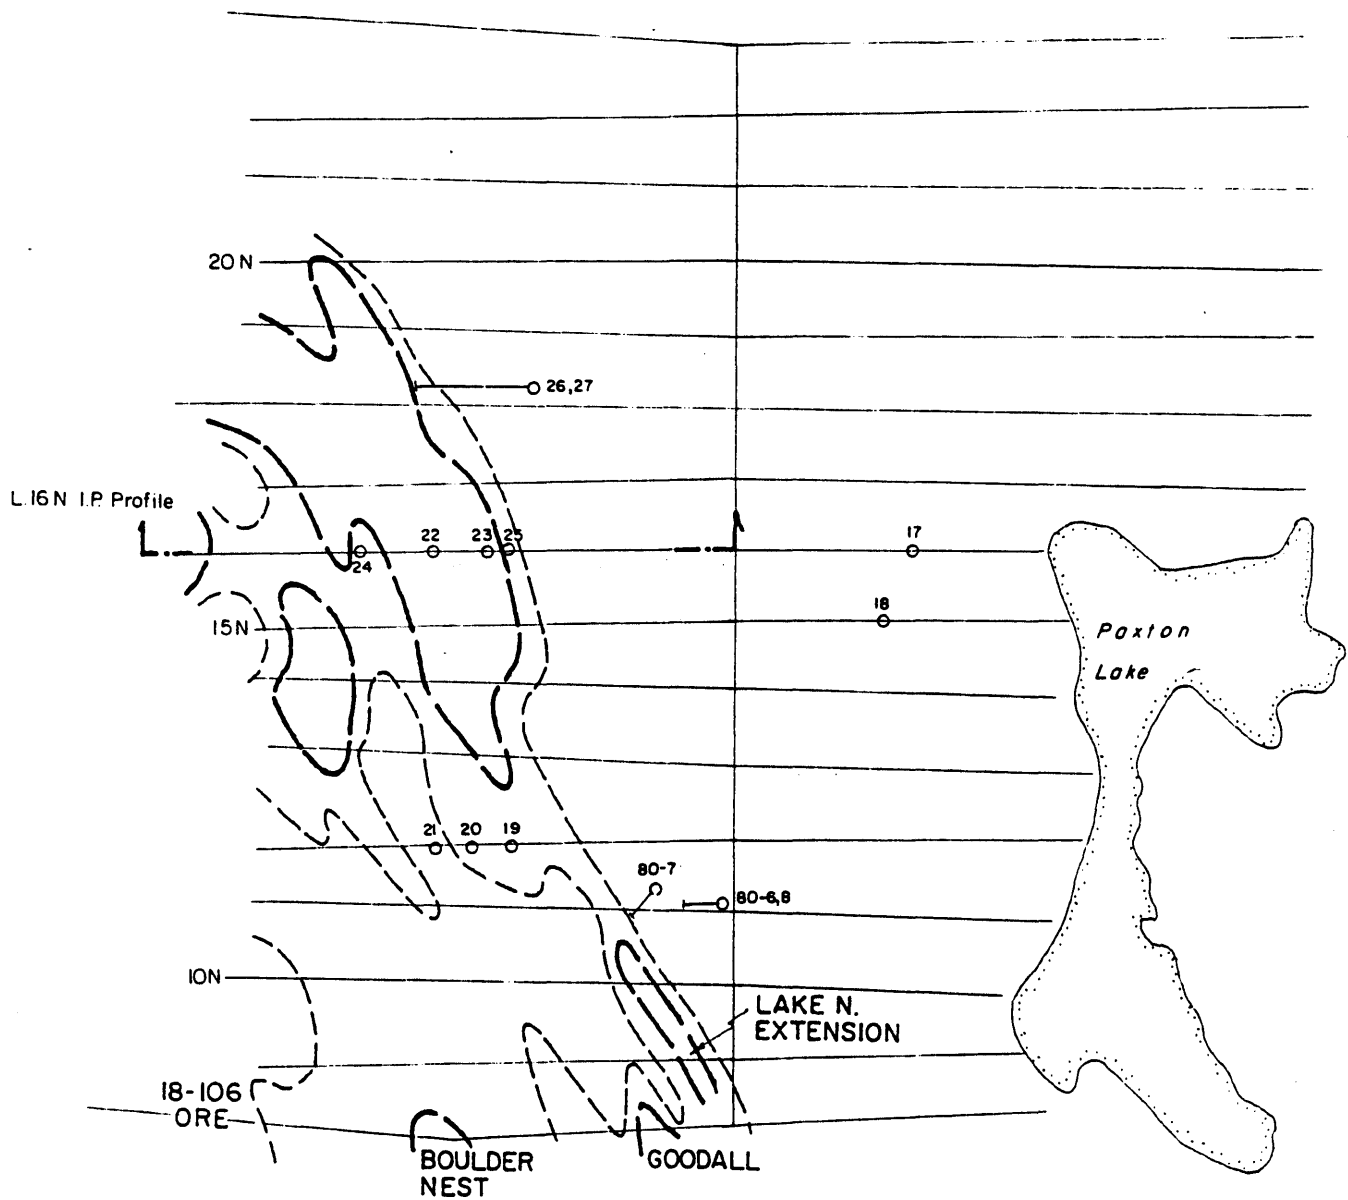 20 N
26,27
L.16 N I.P. Profile
22
23
25
17
24
18
15N
Paxton
Lake
21
20
19
80-7
80-6,8
10N
LAKE N.
EXTENSION
18-106
ORE
BOULDER
NEST
GOODALL